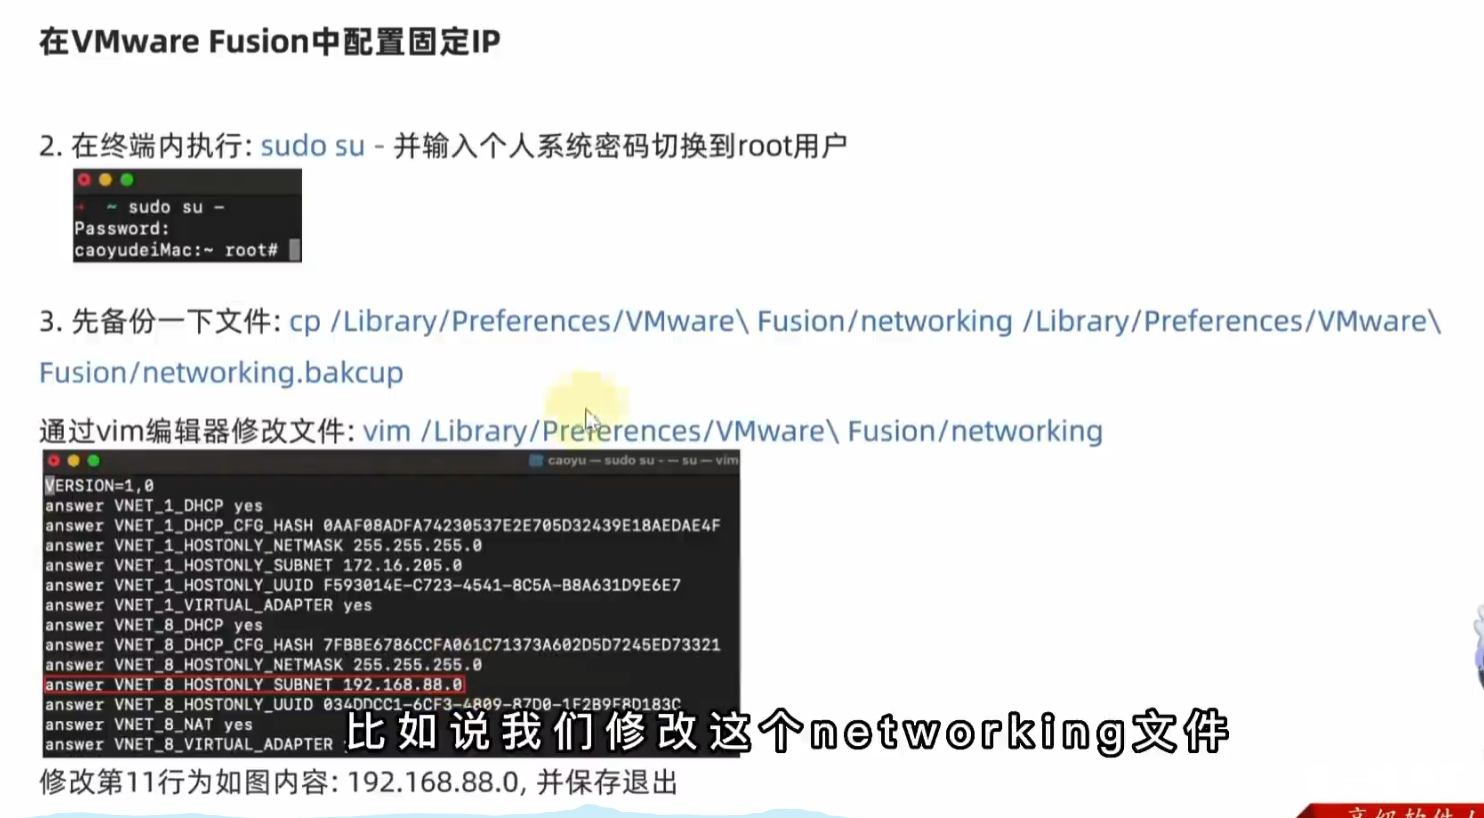 在VMware Fusion中配置固定IP
2. 在终端内执行: sudo su - 并输入个人系统密码切换到root用户
~ sudo su -
Password:
caoyudeiMac:~ root#
3. 先备份一下文件: cp /Library/Preferences/VMware\ Fusion/networking /Library/Preferences/VMware\
Fusion/networking.bakcup
通过vim编辑器修改文件: vim /Library/Preferences/VMware\ Fusion/networking
caoyu — sudo su - — su — vim
VERSION=1,0
answer VNET_1_DHCP yes
answer VNET_1_DHCP_CFG_HASH 0AAF08ADFA74230537E2E705D32439E18AEDAE4F
answer VNET_1_HOSTONLY_NETMASK 255.255.255.0
answer VNET_1_HOSTONLY_SUBNET 172.16.205.0
answer VNET_1_HOSTONLY_UUID F593014E-C723-4541-8C5A-B8A631D9E6E7
answer VNET_1_VIRTUAL_ADAPTER yes
answer VNET_8_DHCP yes
answer VNET_8_DHCP_CFG_HASH 7FBBE6786CCFA061C71373A602D5D7245ED73321
answer VNET_8_HOSTONLY_NETMASK 255.255.255.0
answer VNET_8_HOSTONLY_SUBNET 192.168.88.0
answer VNET_8_HOSTONLY_UUID 034DDCC1-6CF3-4809-87D0-1F2B9F8D183C
answer VNET_8_NAT yes
answer VNET_8_VIRTUAL_ADAPTER
比如说我们修改这个networking文件
修改第11行为如图内容: 192.168.88.0, 并保存退出